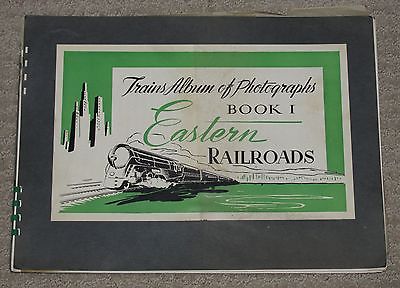 Trains Album of Photographs
BOOK I
Eastern
RAILROADS